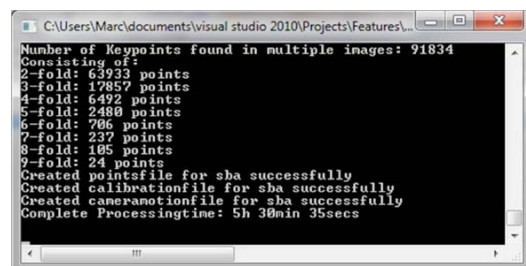 C:\Users\Marc\documents\visual studio 2010\Projects\Features\...
Number of Keypoints found in multiple images: 91834
Consisting of:
2-fold: 63933 points
3-fold: 17857 points
4-fold: 6492 points
5-fold: 2480 points
6-fold: 706 points
7-fold: 237 points
8-fold: 105 points
9-fold: 24 points
Created pointsfile for sba successfully
Created calibrationfile for sba successfully
Created cameramotionfile for sba successfully
Complete Processingtime: 5h 30min 35secs